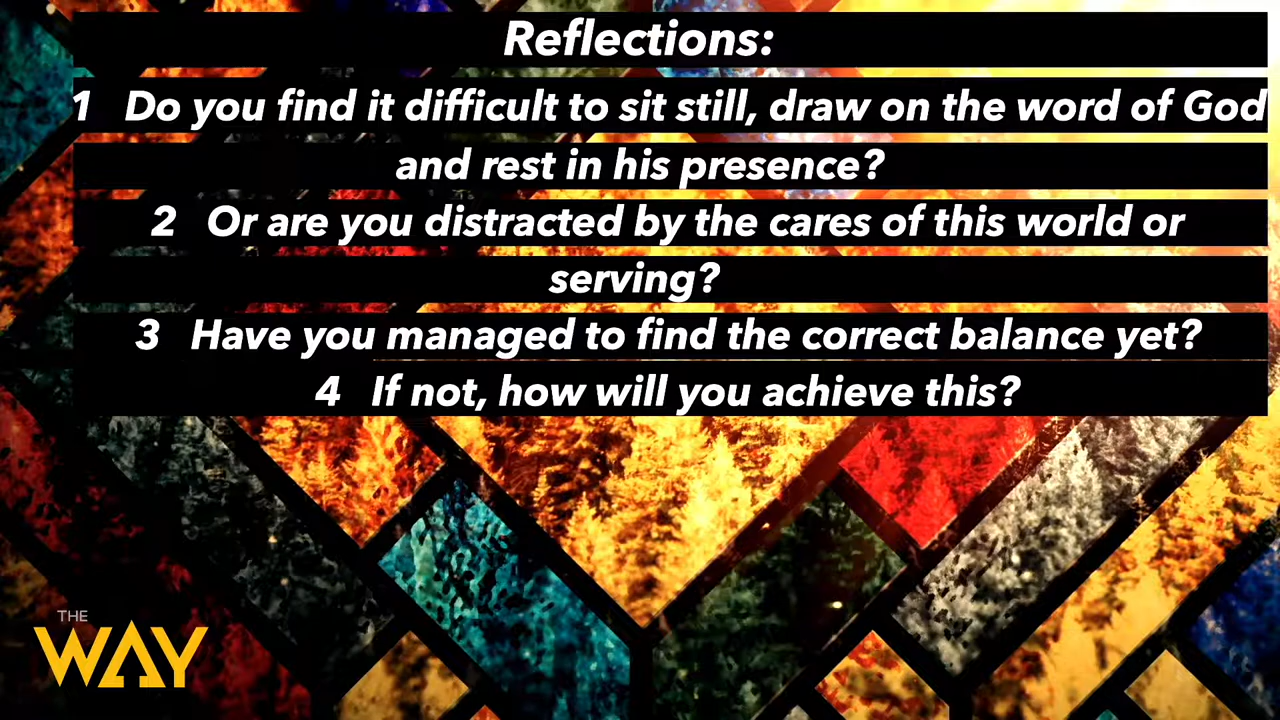 Reflections:
1 Do you find it difficult to sit still, draw on the word of God
and rest in his presence?
2 Or are you distracted by the cares of this world or
serving?
3 Have you managed to find the correct balance yet?
4 If not, how will you achieve this?
THE
WAY